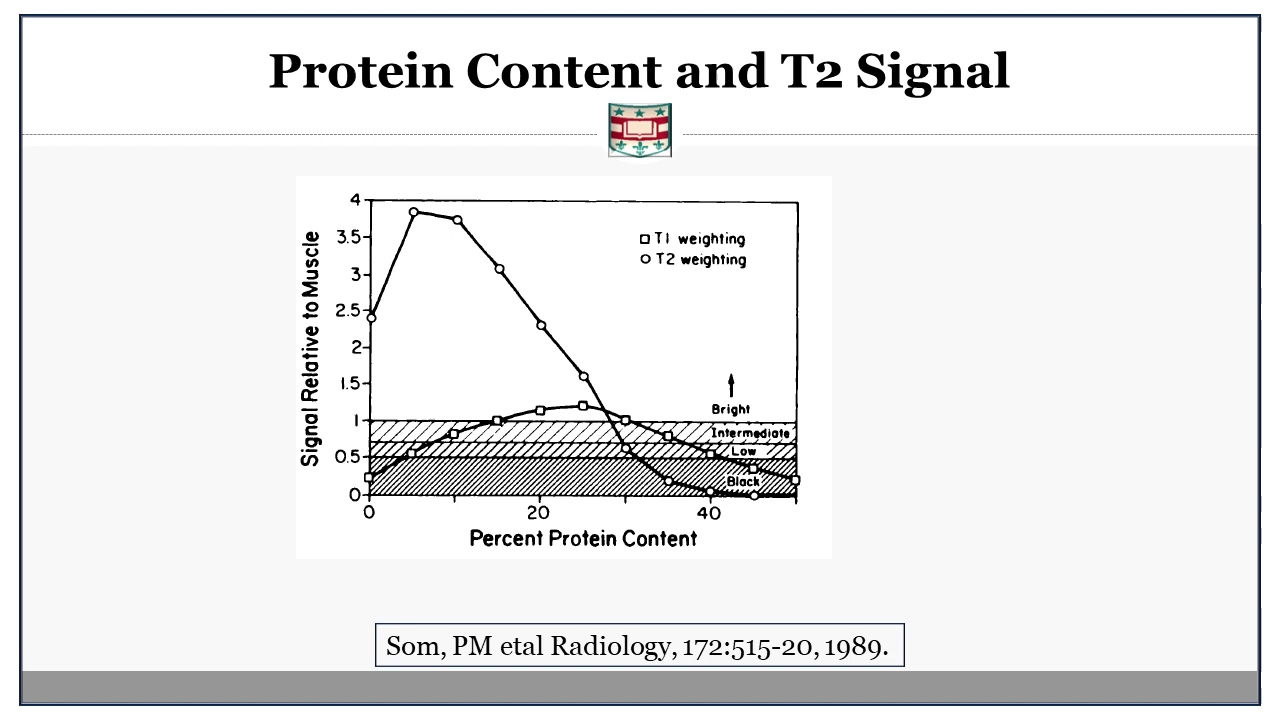 Protein Content and T2 Signal
4
3.5
3
2.5
2
1.5
1
0.5
0
Signal Relative to Muscle
T1 weighting
T2 weighting
Bright
Intermediate
Low
Black
0
20
40
Percent Protein Content
Som, PM etal Radiology, 172:515-20, 1989.